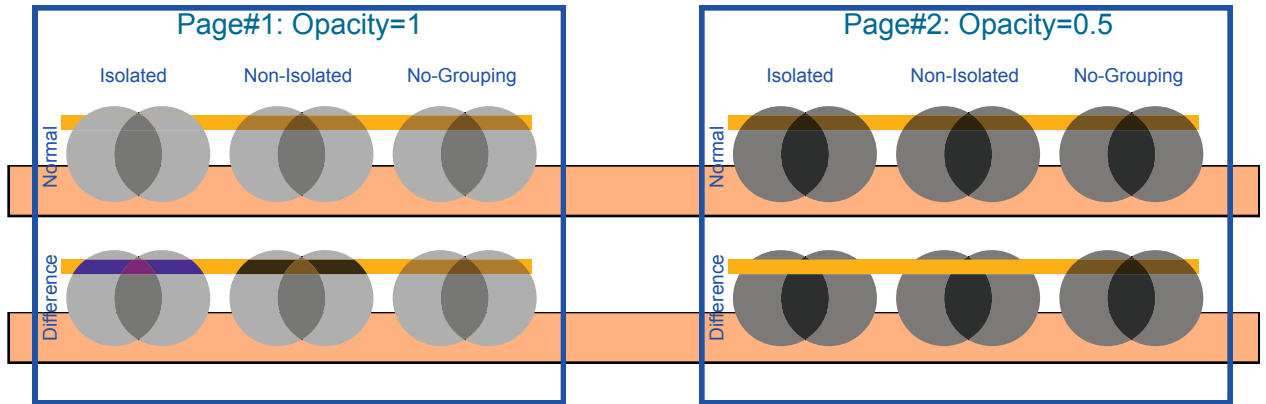 Page#1: Opacity=1
Isolated Non-Isolated No-Grouping
Normal
Difference
Page#2: Opacity=0.5
Isolated Non-Isolated No-Grouping
Normal
Difference